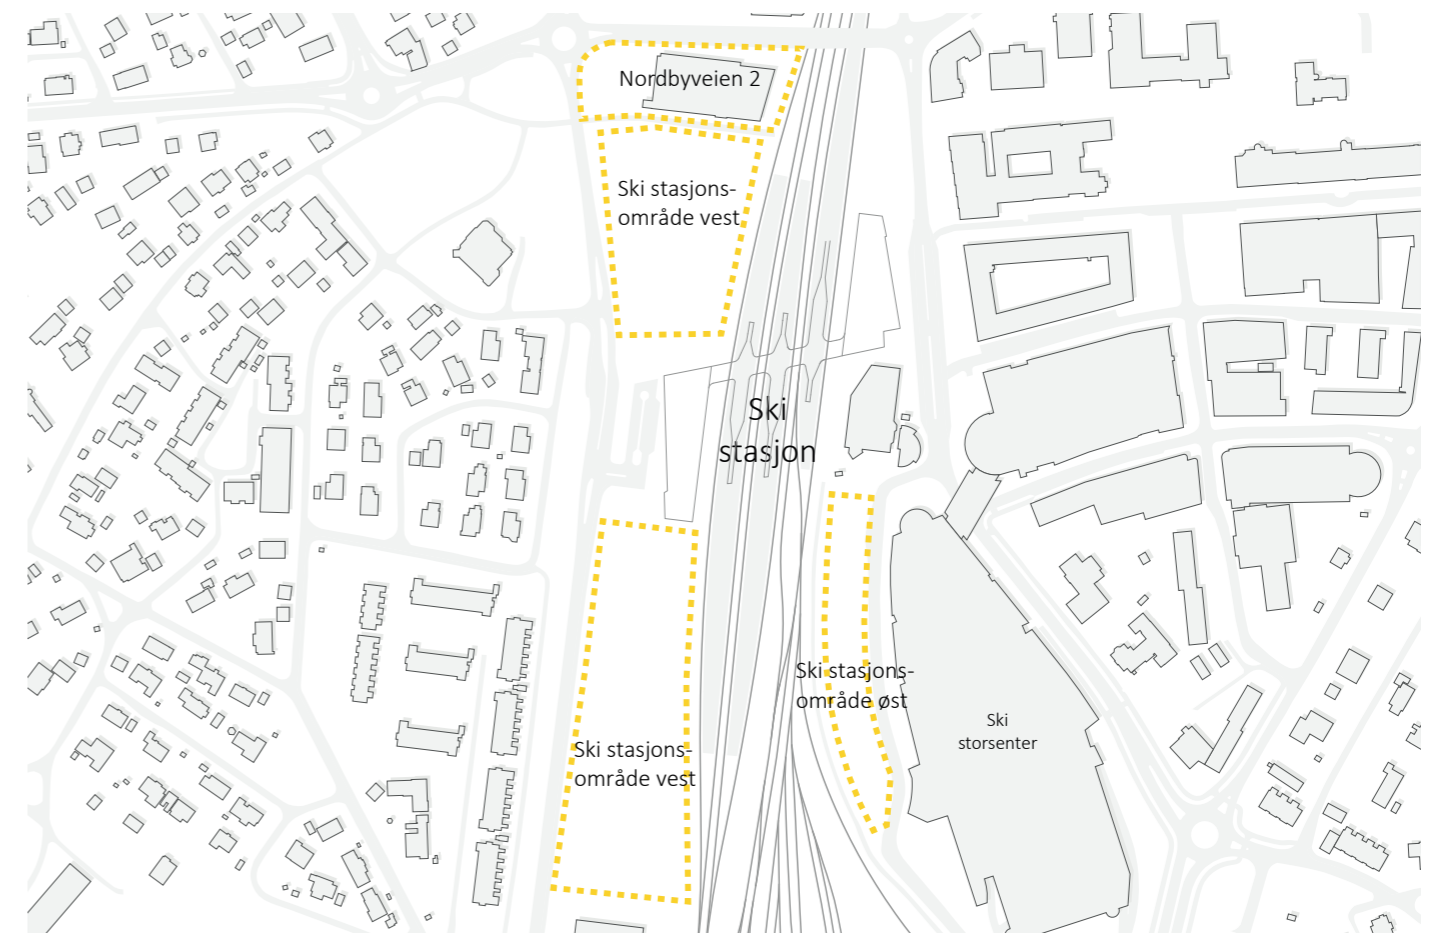 Nordbyveien 2
Ski stasjons-
område vest
Ski
stasjon
Ski stasjons-
område øst
Ski
storsenter
Ski stasjons-
område vest